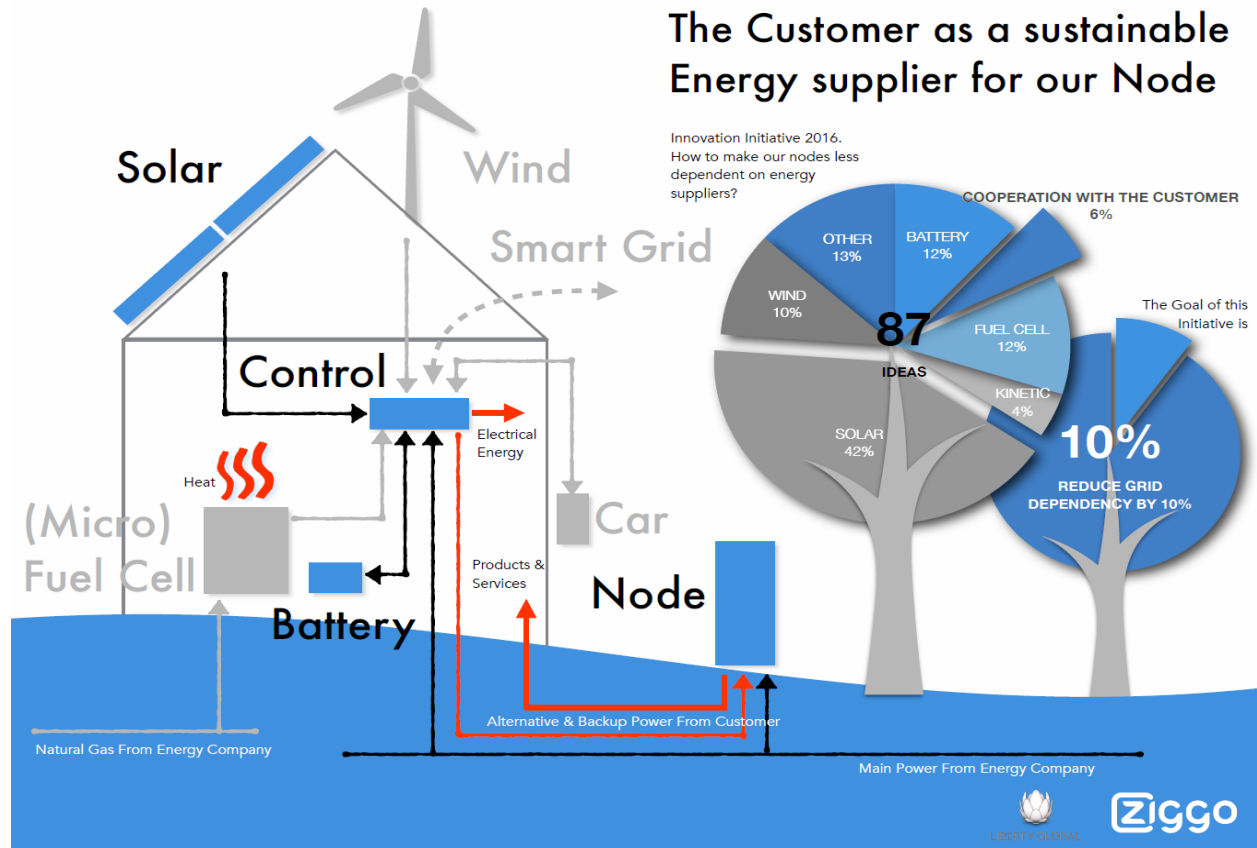 The Customer as a sustainable
Energy supplier for our Node
Innovation Initiative 2016.
How to make our nodes less
dependent on energy
suppliers?
Solar
Wind
Smart Grid
Control
Electrical
Energy
Heat
(Micro)
Fuel Cell
Battery
Car
Products &
Services
Node
Natural Gas From Energy Company
Alternative & Backup Power From Customer
Main Power From Energy Company
COOPERATION WITH THE CUSTOMER
6%
OTHER
13%
BATTERY
12%
WIND
10%
87
IDEAS
FUEL CELL
12%
KINETIC
4%
SOLAR
42%
The Goal of this
Initiative is
10%
REDUCE GRID
DEPENDENCY BY 10%
LIBERTY GLOBAL
ziggo